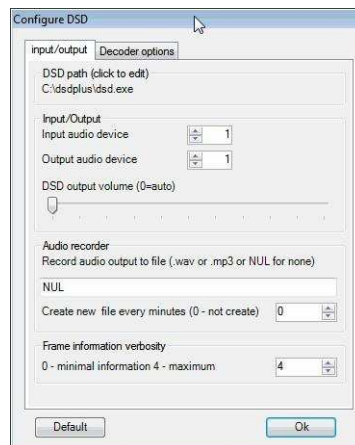 Configure DSD
input/output Decoder options
DSD path (click to edit)
C:\dsdplus\dsd.exe
Input/Output
Input audio device 1
Output audio device 1
DSD output volume (0=auto)
Audio recorder
Record audio output to file (.wav or .mp3 or NUL for none)
NUL
Create new file every minutes (0 - not create) 0
Frame information verbosity
0 - minimal information 4 - maximum 4
Default Ok